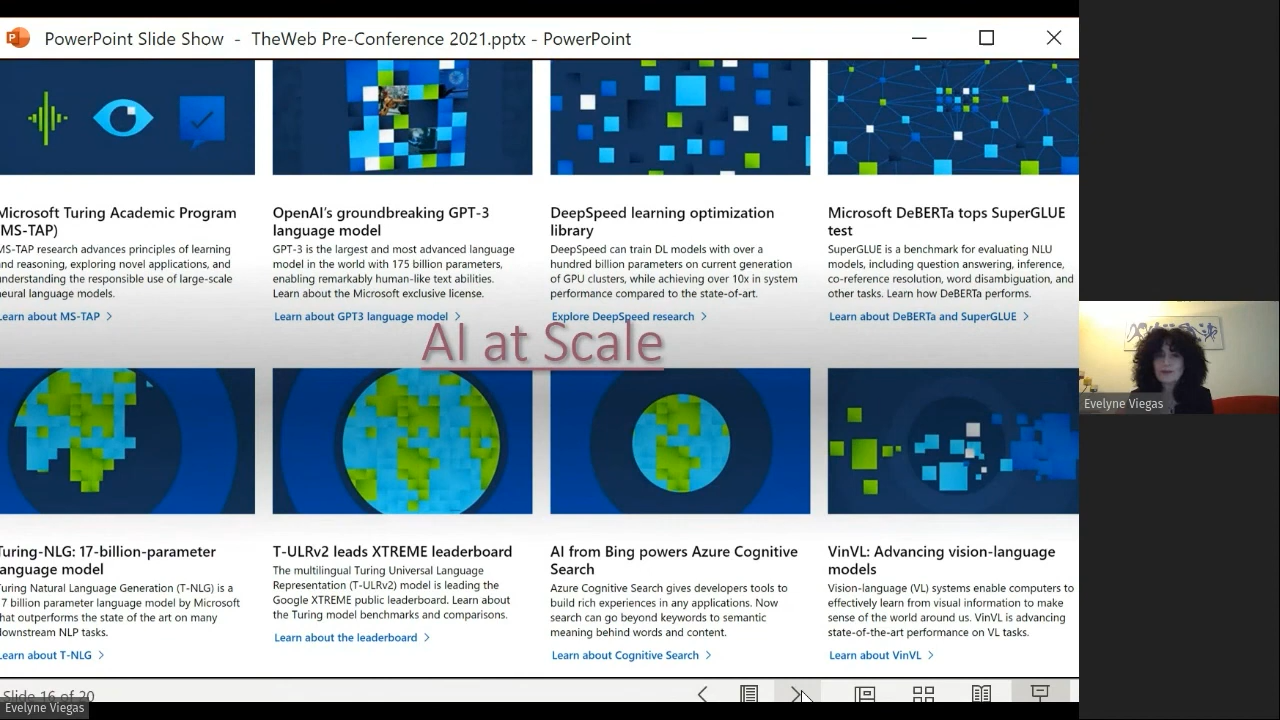 PowerPoint Slide Show - TheWeb Pre-Conference 2021.pptx - PowerPoint
Microsoft Turing Academic Program
(MS-TAP)
MS-TAP research advances principles of learning
and reasoning, exploring novel applications, and
understanding the responsible use of large-scale
neural language models.
Learn about MS-TAP >
OpenAI's groundbreaking GPT-3
language model
GPT-3 is the largest and most advanced language
model in the world with 175 billion parameters,
enabling remarkably human-like text abilities.
Learn about the Microsoft exclusive license.
Learn about GPT3 language model >
DeepSpeed learning optimization
library
DeepSpeed can train DL models with over a
hundred billion parameters on current generation
of GPU clusters, while achieving over 10x in system
performance compared to the state-of-art.
Explore DeepSpeed research >
Microsoft DeBERTa tops SuperGLUE
test
SuperGLUE is a benchmark for evaluating NLU
models, including question answering, inference,
co-reference resolution, word disambiguation, and
other tasks. Learn how DeBERTa performs.
Learn about DeBERTa and SuperGLUE >
AI at Scale
Turing-NLG: 17-billion-parameter
language model
Turing Natural Language Generation (T-NLG) is a
17 billion parameter language model by Microsoft
that outperforms the state of the art on many
downstream NLP tasks.
Learn about T-NLG >
T-ULRv2 leads XTREME leaderboard
The multilingual Turing Universal Language
Representation (T-ULRv2) model is leading the
Google XTREME public leaderboard. Learn about
the Turing model benchmarks and comparisons.
Learn about the leaderboard >
AI from Bing powers Azure Cognitive
Search
Azure Cognitive Search gives developers tools to
build rich experiences in any applications. Now
search can go beyond keywords to semantic
meaning behind words and content.
Learn about Cognitive Search >
VinVL: Advancing vision-language
models
Vision-language (VL) systems enable computers to
effectively learn from visual information to make
sense of the world around us. VinVL is advancing
state-of-the-art performance on VL tasks.
Learn about VinVL >
Evelyne Viegas
Slide 16 of 20
Evelyne Viegas